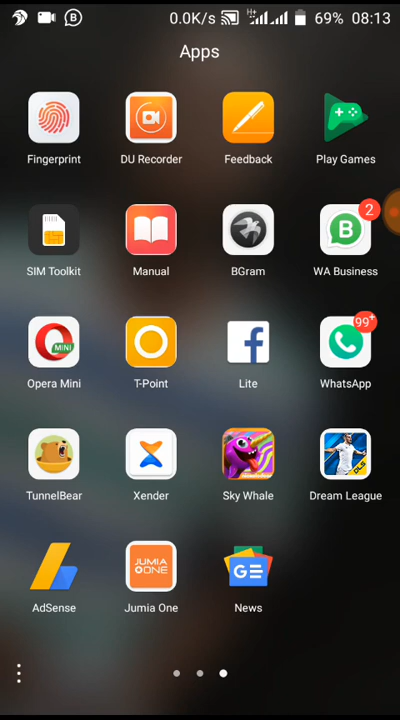 0.0K/s H+ 69% 08:13
Apps
Fingerprint DU Recorder Feedback Play Games
2
B
SIM Toolkit Manual BGram WA Business
99+
MINI
Opera Mini T-Point Lite WhatsApp
DLS
TunnelBear Xender Sky Whale Dream League
JUMIA
ONE
GE
AdSense Jumia One News